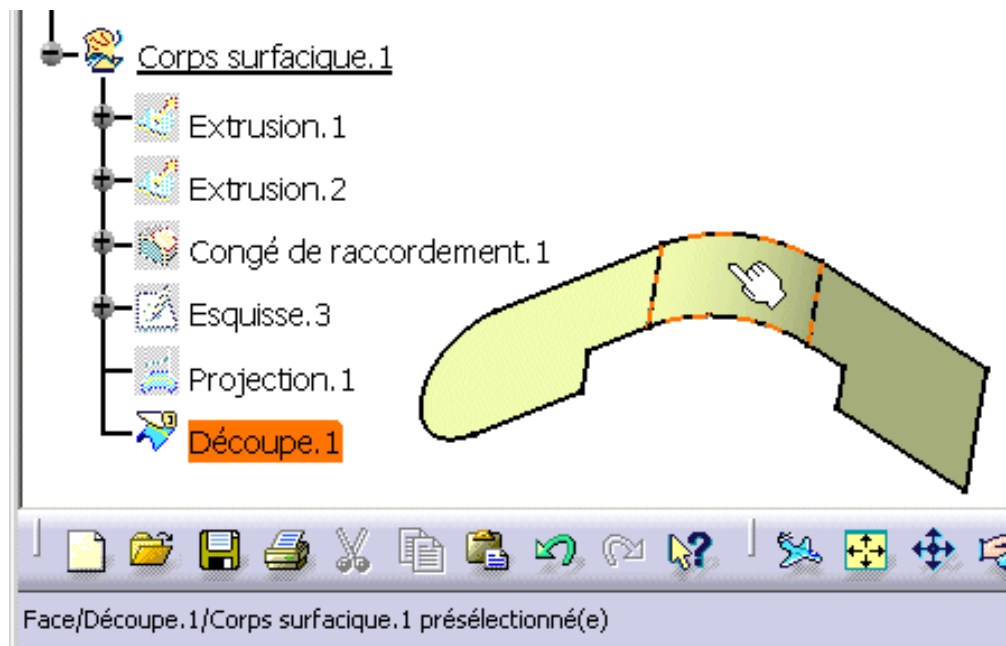 Corps surfacique.1
Extrusion.1
Extrusion.2
Congé de raccordement.1
Esquisse.3
Projection.1
Découpe.1
Face/Découpe.1/Corps surfacique.1 présélectionné(e)